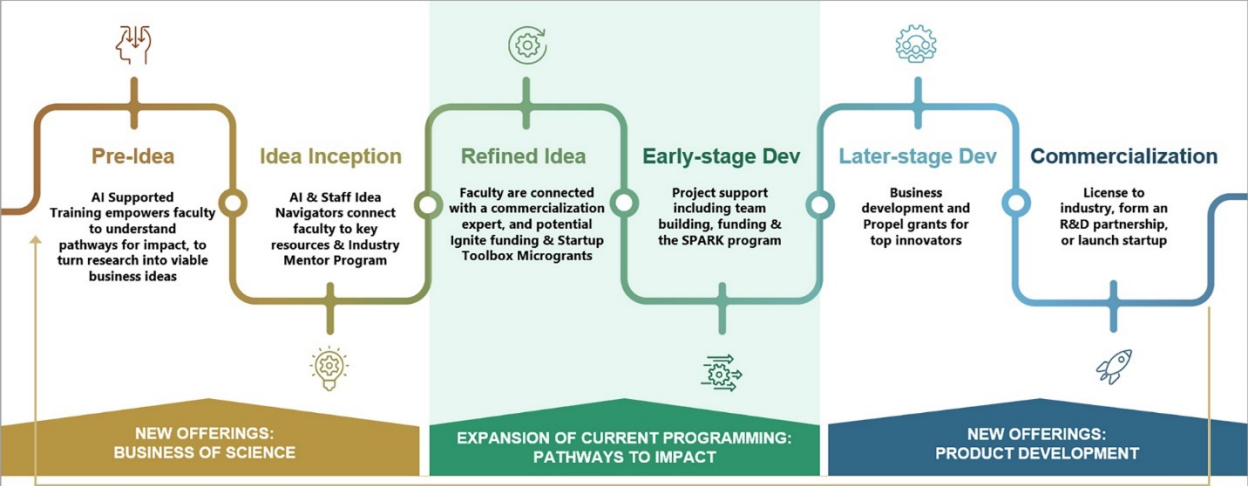 Pre-Idea
AI Supported
Training empowers faculty
to understand
pathways for impact, to
turn research into viable
business ideas
Idea Inception
AI & Staff Idea
Navigators connect
faculty to key
resources & Industry
Mentor Program
Refined Idea
Faculty are connected
with a commercialization
expert, and potential
Ignite funding & Startup
Toolbox Microgrants
Early-stage Dev
Project support
including team
building, funding &
the SPARK program
Later-stage Dev
Business
development and
Propel grants for
top innovators
Commercialization
License to
industry, form an
R&D partnership,
or launch startup
NEW OFFERINGS:
BUSINESS OF SCIENCE
EXPANSION OF CURRENT PROGRAMMING:
PATHWAYS TO IMPACT
NEW OFFERINGS:
PRODUCT DEVELOPMENT